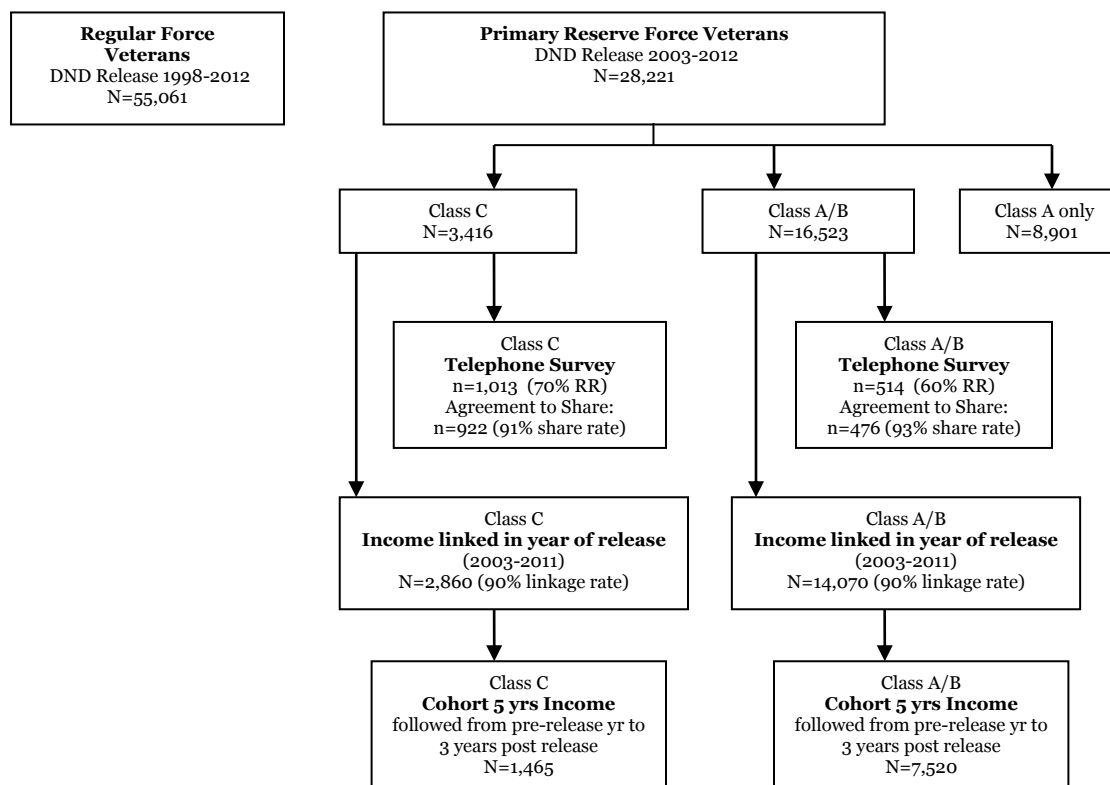 Regular Force
Veterans
DND Release 1998-2012
N=55,061
Primary Reserve Force Veterans
DND Release 2003-2012
N=28,221
Class C
N=3,416
Class A/B
N=16,523
Class A only
N=8,901
Class C
Telephone Survey
n=1,013 (70% RR)
Agreement to Share:
n=922 (91% share rate)
Class A/B
Telephone Survey
n=514 (60% RR)
Agreement to Share:
n=476 (93% share rate)
Class C
Income linked in year of release
(2003-2011)
N=2,860 (90% linkage rate)
Class A/B
Income linked in year of release
(2003-2011)
N=14,070 (90% linkage rate)
Class C
Cohort 5 yrs Income
followed from pre-release yr to
3 years post release
N=1,465
Class A/B
Cohort 5 yrs Income
followed from pre-release yr to
3 years post release
N=7,520